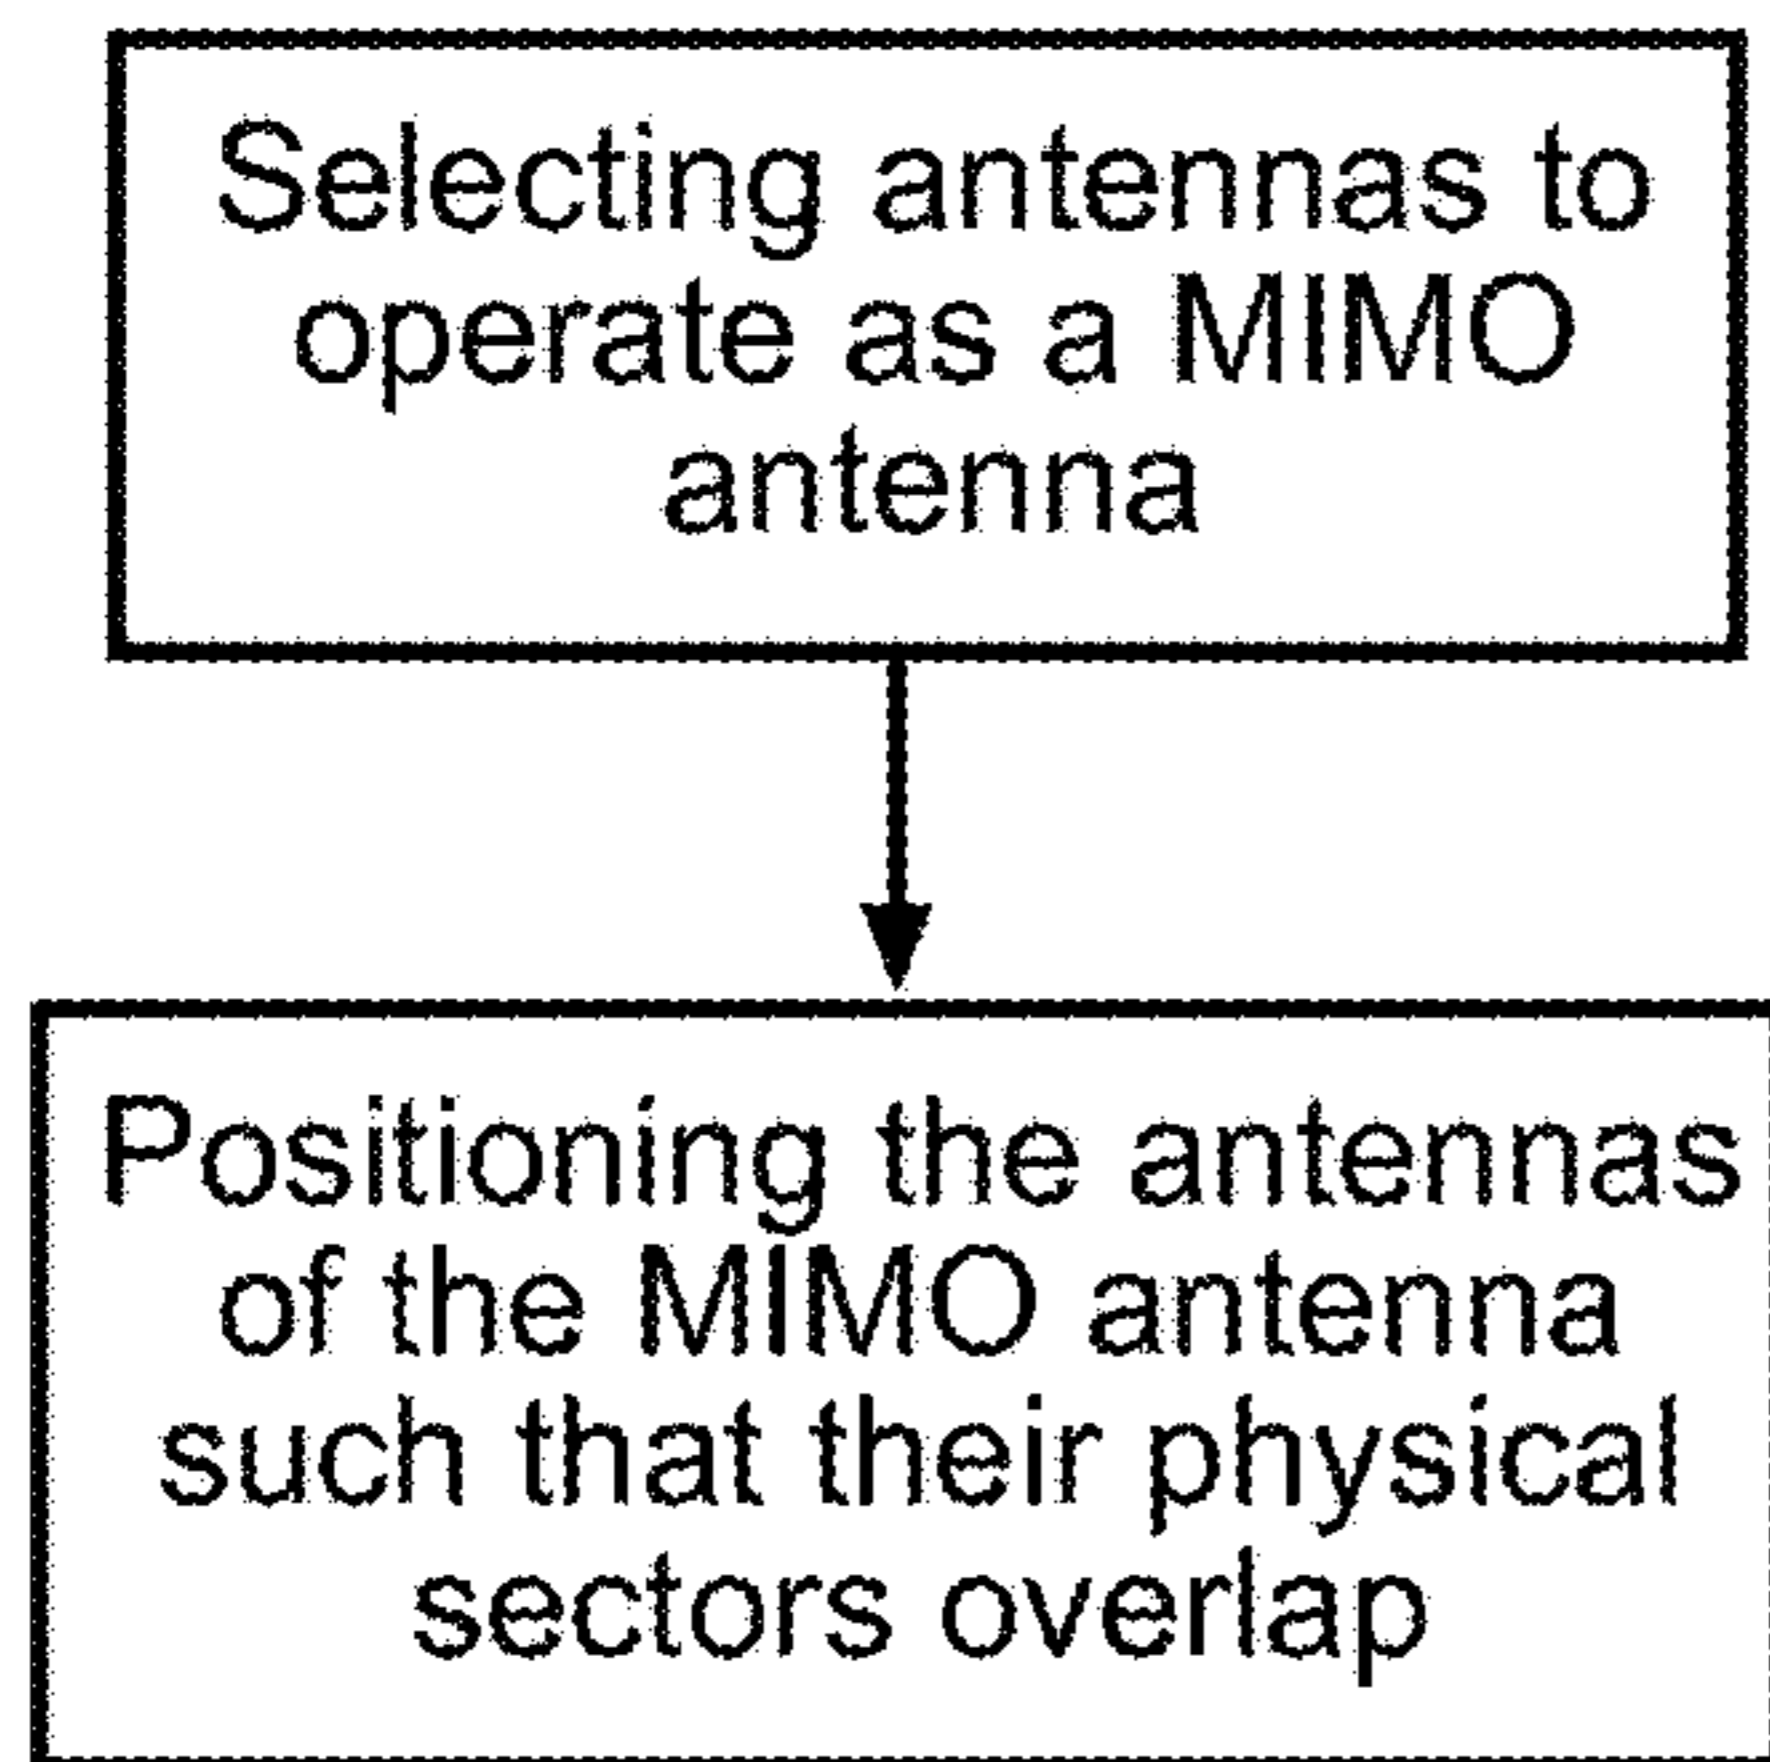 Selecting antennas to
operate as a MIMO
antenna
Positioning the antennas
of the MIMO antenna
such that their physical
sectors overlap